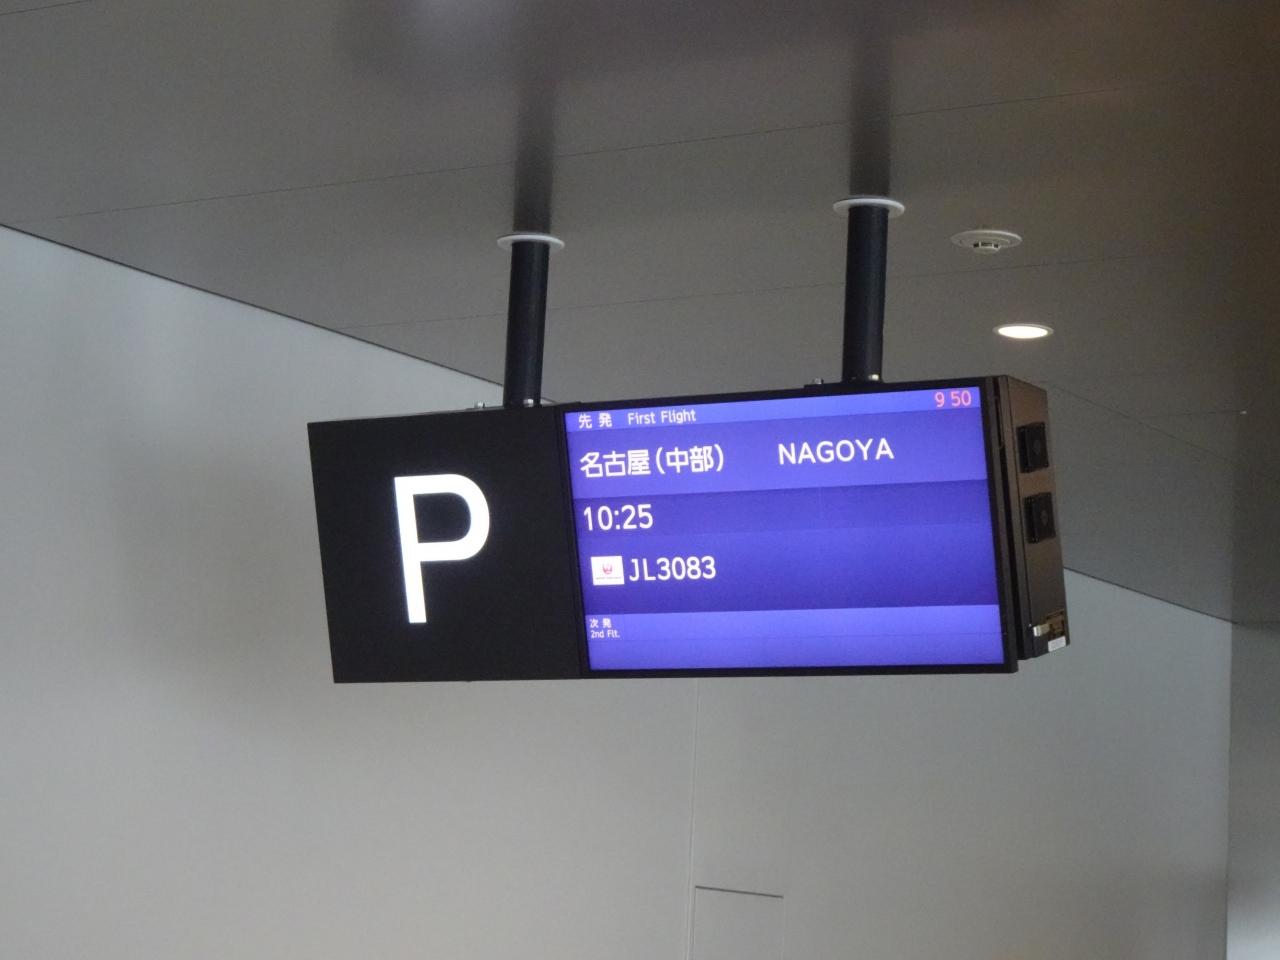 P
先発 First Flight 9 50
名古屋(中部) NAGOYA
10:25
JL3083
次発
2nd Flt.